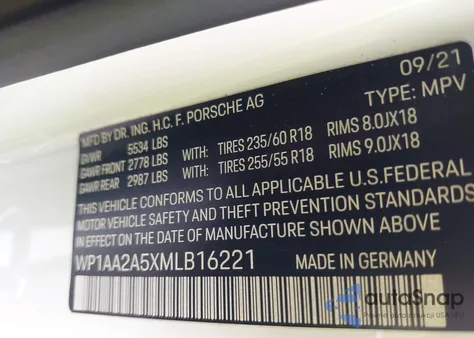 09/21
*MFD BY DR. ING. H.C. F. PORSCHE AG TYPE: MPV
GVWR 5534 LBS
GAWR FRONT 2778 LBS WITH: TIRES 235/60 R18 RIMS 8.0JX18
GAWR REAR 2987 LBS WITH: TIRES 255/55 R18 RIMS 9.0JX18
THIS VEHICLE CONFORMS TO ALL APPLICABLE U.S.FEDERAL
MOTOR VEHICLE SAFETY AND THEFT PREVENTION STANDARDS
IN EFFECT ON THE DATE OF MANUFACTURE SHOWN ABOVE
WP1AA2A5XMLB16221 MADE IN GERMANY
autoSnap